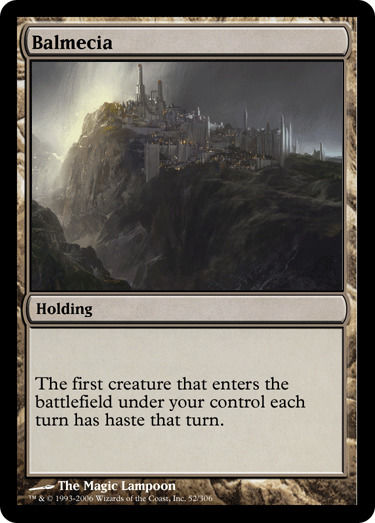 Balmecia
Holding
The first creature that enters the
battlefield under your control each
turn has haste that turn.
The Magic Lampoon
™ & © 1993-2006 Wizards of the Coast, Inc. 52/306